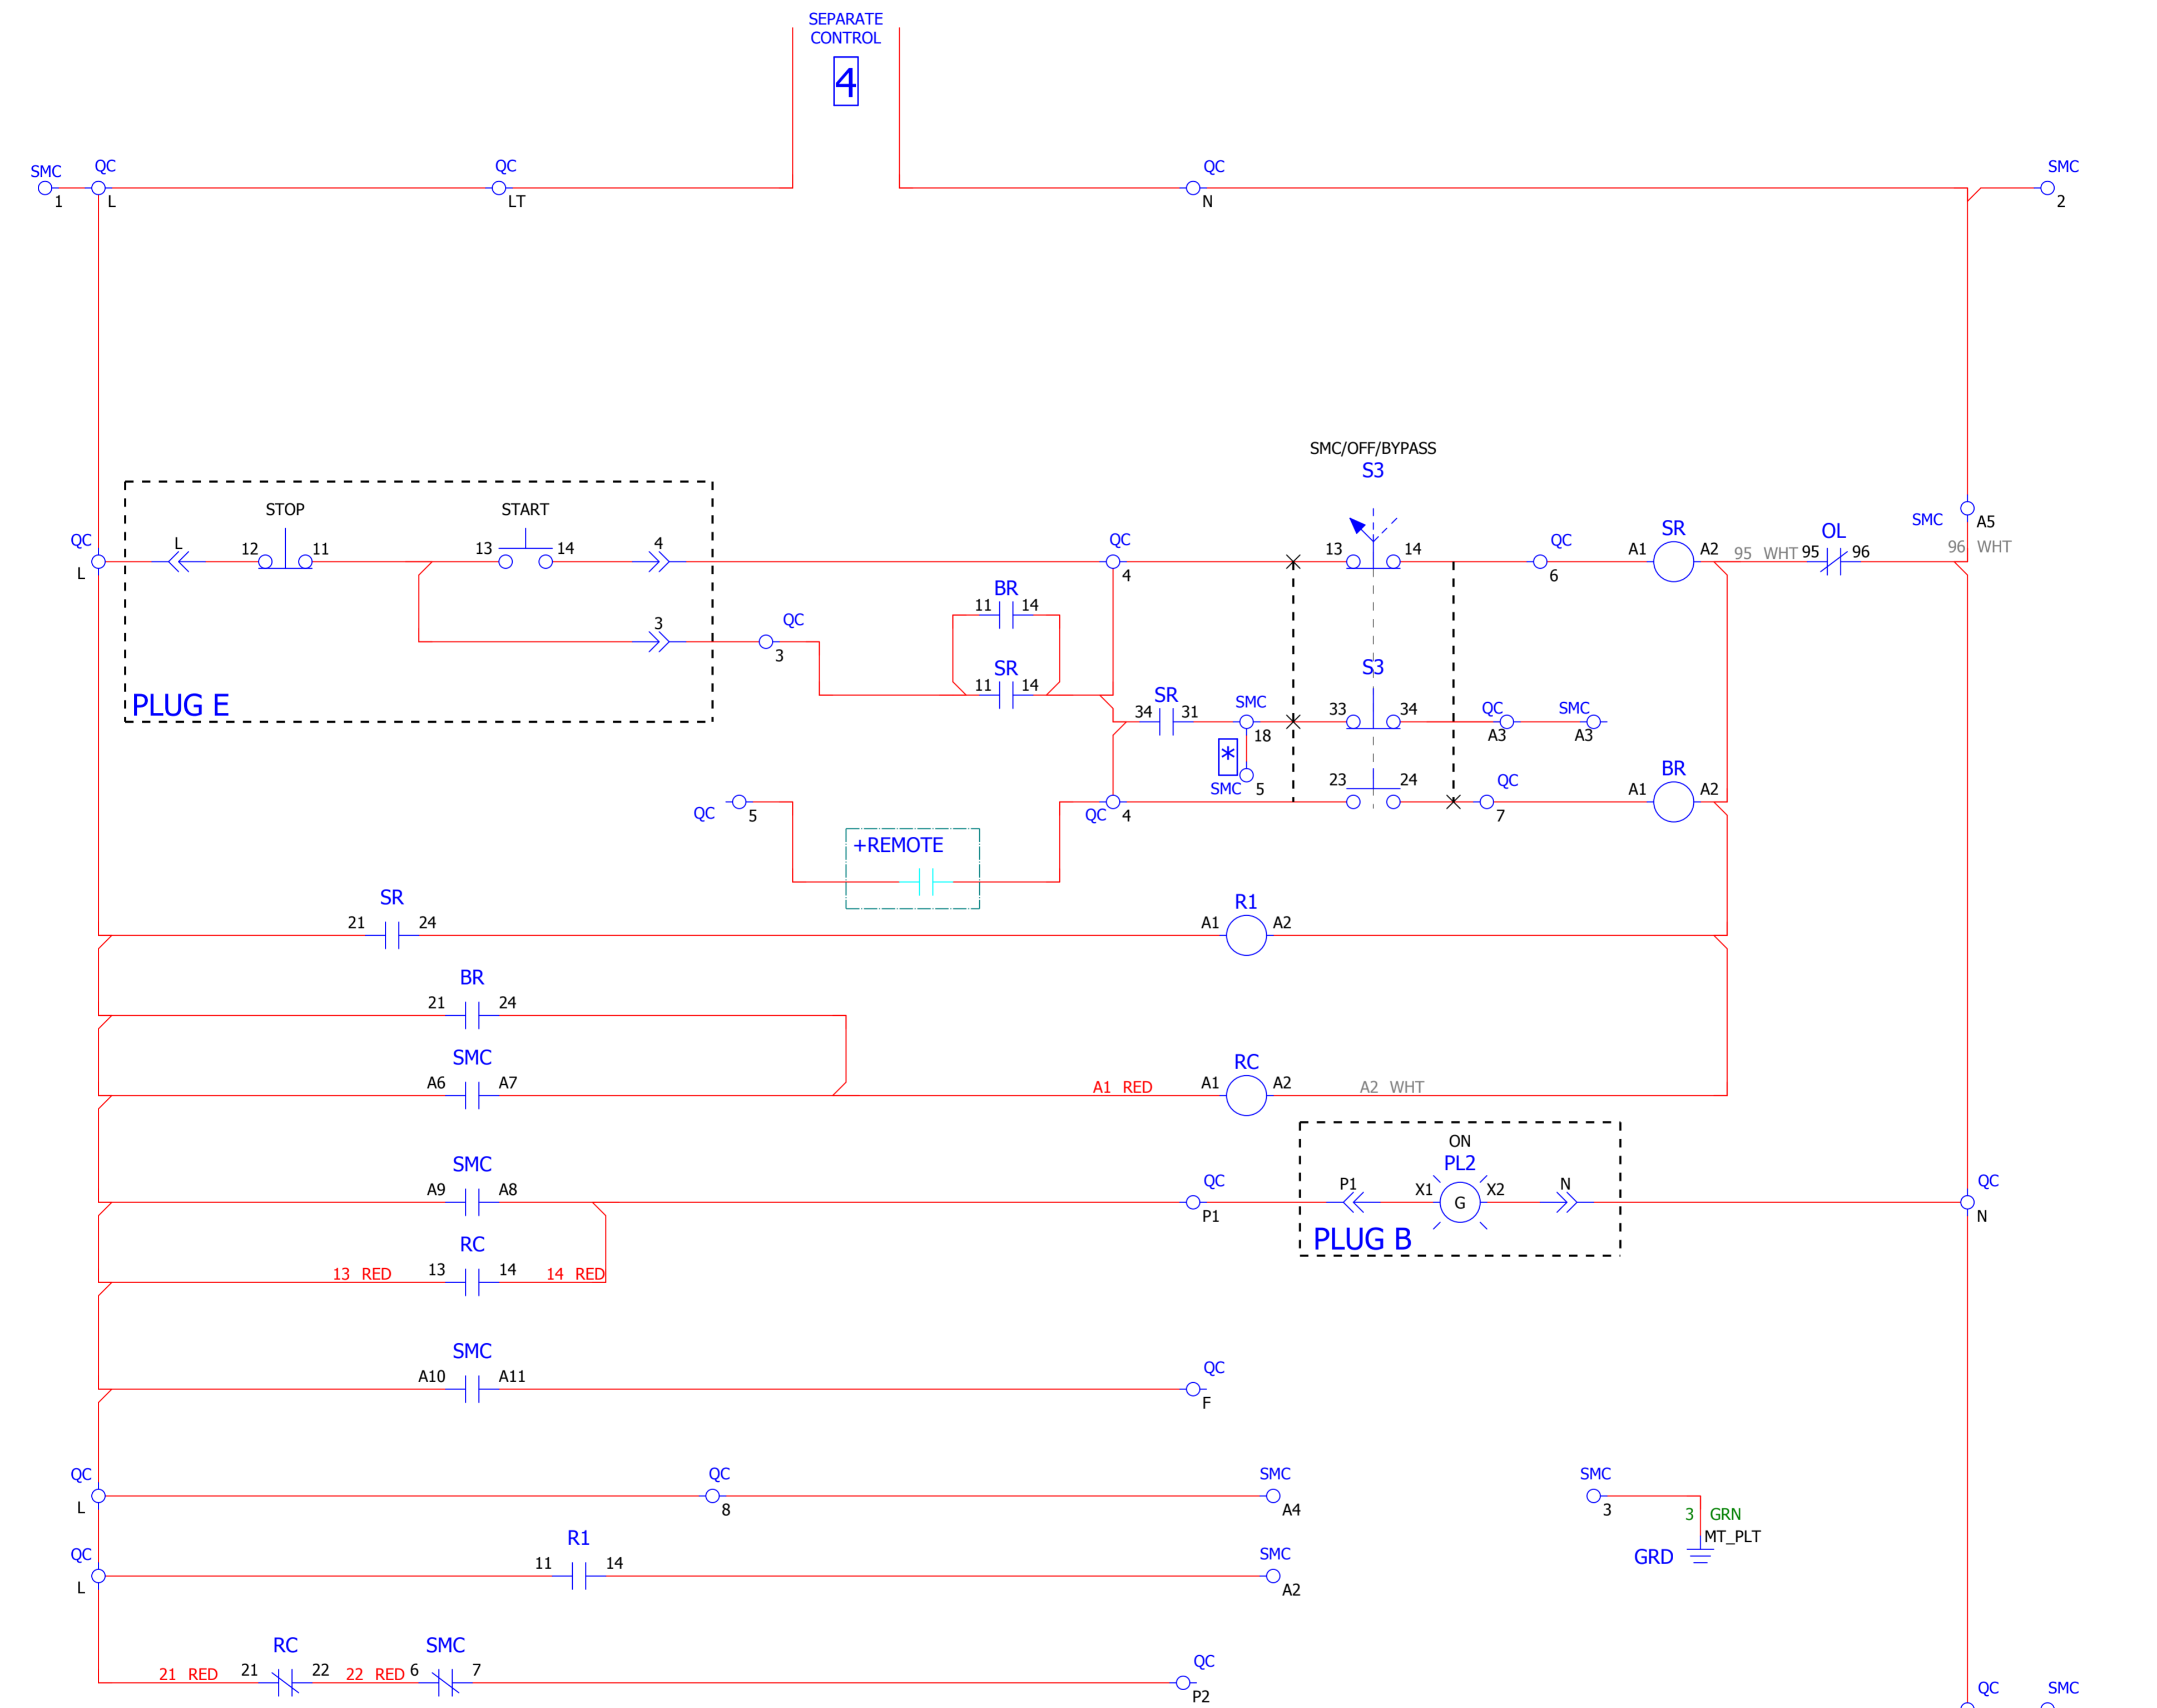 SEPARATE
CONTROL
4
SMC
1
QC
L
QC
LT
QC
N
SMC
2
SMC/OFF/BYPASS
S3
STOP
START
QC
L
L
12
11
13
14
4
QC
4
13
14
QC
6
SR
A1
A2
95 WHT
95
OL
96
SMC
A5
96 WHT
BR
11
14
3
QC
3
SR
11
14
PLUG E
SR
34
31
SMC
18
*
SMC
5
S3
33
34
QC
A3
SMC
A3
QC
5
QC
4
23
24
QC
7
BR
A1
A2
+REMOTE
SR
21
24
R1
A1
A2
BR
21
24
SMC
A6
A7
A1 RED
RC
A1
A2
A2 WHT
SMC
A9
A8
QC
P1
ON
PL2
P1
X1
G
X2
N
PLUG B
QC
N
RC
13 RED
13
14
14 RED
SMC
A10
A11
QC
F
QC
L
QC
8
SMC
A4
SMC
3
3 GRN
MT_PLT
GRD
QC
L
R1
11
14
SMC
A2
RC
21 RED
21
22
22 RED
SMC
6
7
QC
P2
QC
SMC